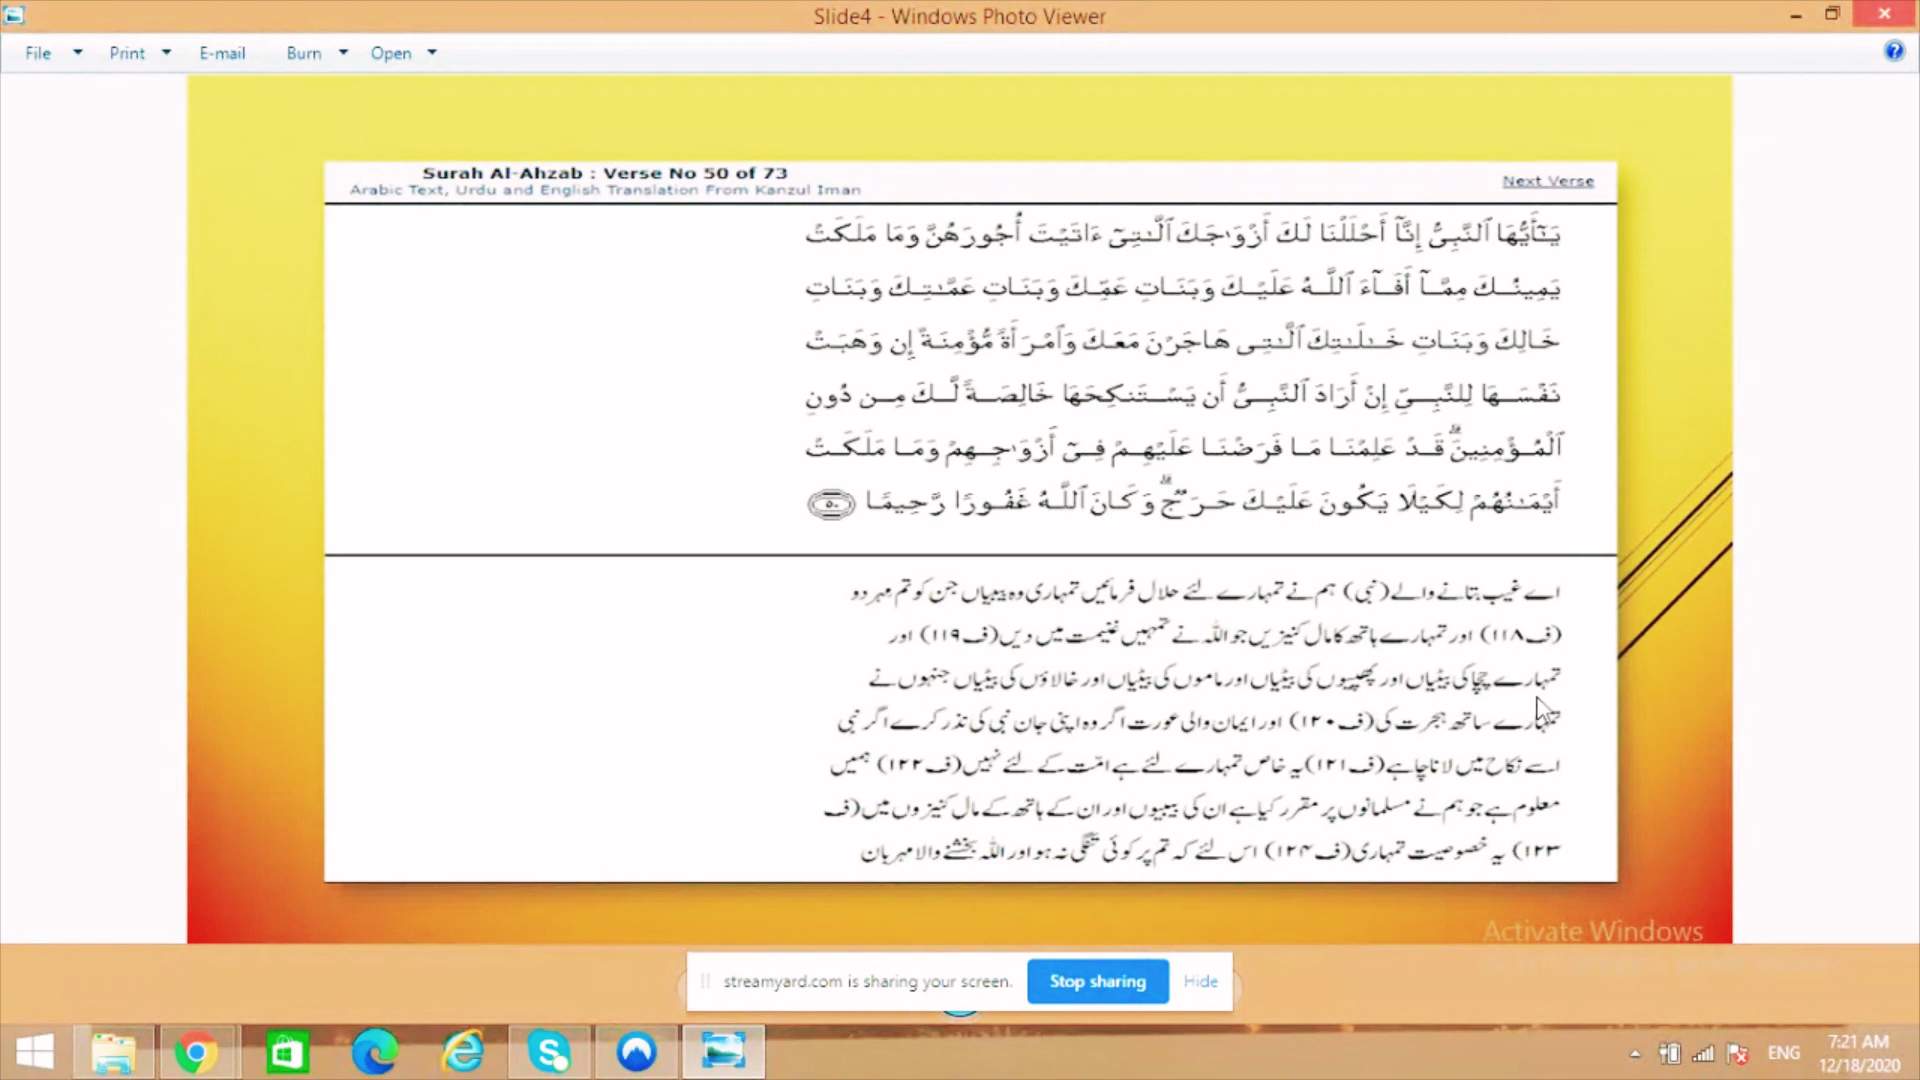 Slide4 - Windows Photo Viewer
File Print E-mail Burn Open
Surah Al-Ahzab : Verse No 50 of 73
Arabic Text, Urdu and English Translation From Kanzul Iman
Next Verse
يَـٰٓأَيُّهَا ٱلنَّبِىُّ إِنَّآ أَحْلَلْنَا لَكَ أَزْوَٰجَكَ ٱلَّـٰتِىٓ ءَاتَيْتَ أُجُورَهُنَّ وَمَا مَلَكَتْ
يَمِينُكَ مِمَّآ أَفَآءَ ٱللَّهُ عَلَيْكَ وَبَنَاتِ عَمِّكَ وَبَنَاتِ عَمَّـٰتِكَ وَبَنَاتِ
خَالِكَ وَبَنَاتِ خَـٰلَـٰتِكَ ٱلَّـٰتِى هَاجَرْنَ مَعَكَ وَٱمْرَأَةً مُّؤْمِنَةً إِن وَهَبَتْ
نَفْسَهَا لِلنَّبِىِّ إِنْ أَرَادَ ٱلنَّبِىُّ أَن يَسْتَنكِحَهَا خَالِصَةً لَّكَ مِن دُونِ
ٱلْمُؤْمِنِينَ ۗ قَدْ عَلِمْنَا مَا فَرَضْنَا عَلَيْهِمْ فِىٓ أَزْوَٰجِهِمْ وَمَا مَلَكَتْ
أَيْمَـٰنُهُمْ لِكَيْلَا يَكُونَ عَلَيْكَ حَرَجٌ ۗ وَكَانَ ٱللَّهُ غَفُورًا رَّحِيمًا ٥٠
اے غیب بتانے والے (نبی) ہم نے تمہارے لئے حلال فرمائیں تمہاری وہ بیبیاں جن کو تم مہر دو
(ف۱۱۸) اور تمہارے ہاتھ کا مال کنیزیں جو اللہ نے تمہیں غنیمت میں دیں (ف۱۱۹) اور
تمہارے چچا کی بیٹیاں اور پھپیوں کی بیٹیاں اور ماموں کی بیٹیاں اور خالاؤں کی بیٹیاں جنہوں نے
تمہارے ساتھ ہجرت کی (ف۱۲۰) اور ایمان والی عورت اگر وہ اپنی جان نبی کی نذر کرے اگر نبی
اسے نکاح میں لانا چاہے (ف۱۲۱) یہ خاص تمہارے لئے ہے امّت کے لئے نہیں (ف۱۲۲) ہمیں
معلوم ہے جو ہم نے مسلمانوں پر مقرر کیا ہے ان کی بیبیوں اور ان کے ہاتھ کے مال کنیزوں میں (ف
۱۲۳) یہ خصوصیت تمہاری (ف۱۲۴) اس لئے کہ تم پر کوئی تنگی نہ ہو اور اللہ بخشنے والا مہربان
Activate Windows
streamyard.com is sharing your screen. Stop sharing Hide
ENG
7:21 AM
12/18/2020